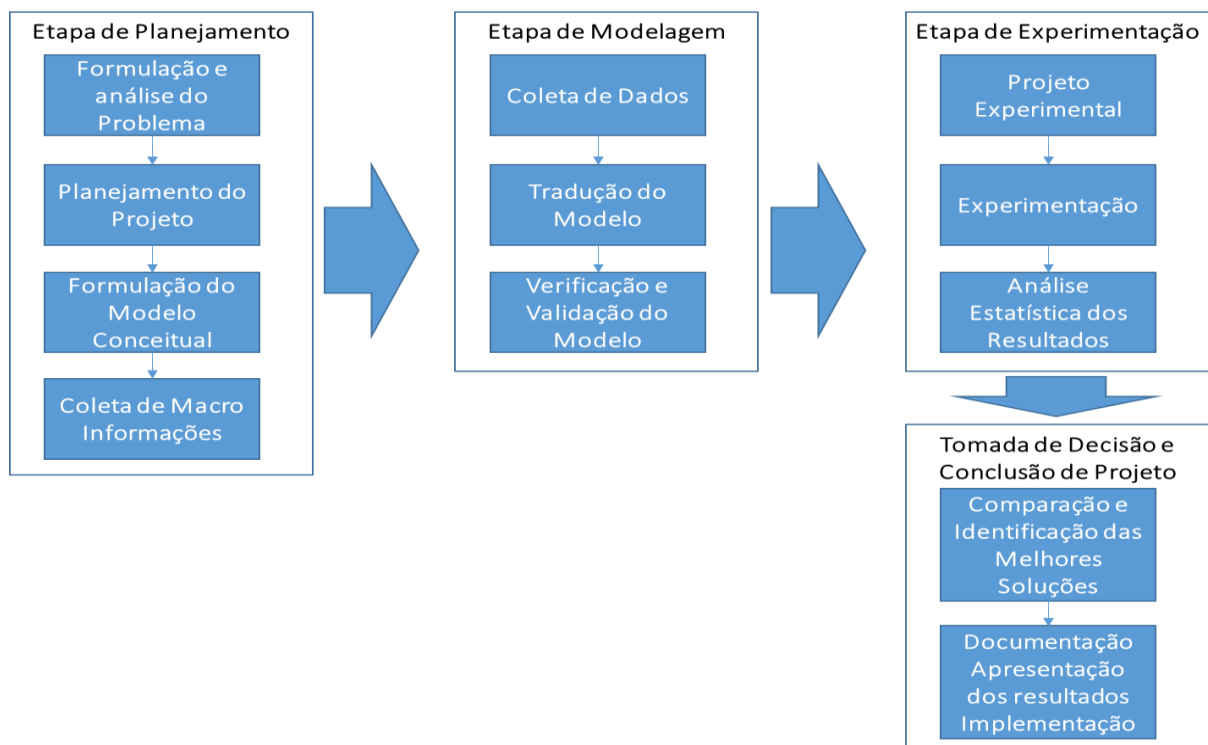 Etapa de Planejamento
Formulação e
análise do
Problema
Planejamento do
Projeto
Formulação do
Modelo
Conceitual
Coleta de Macro
Informações
Etapa de Modelagem
Coleta de Dados
Tradução do
Modelo
Verificação e
Validação do
Modelo
Etapa de Experimentação
Projeto
Experimental
Experimentação
Análise
Estatística dos
Resultados
Tomada de Decisão e
Conclusão de Projeto
Comparação e
Identificação das
Melhores
Soluções
Documentação
Apresentação
dos resultados
Implementação